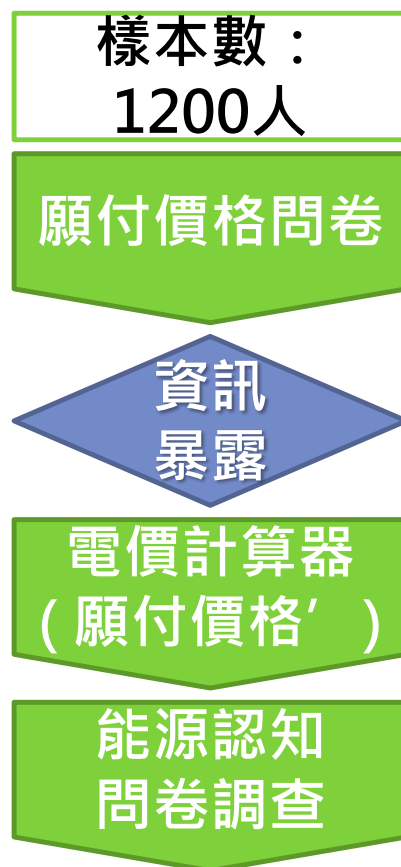 樣本數：
1200人
願付價格問卷
資訊
暴露
電價計算器
(願付價格’)
能源認知
問卷調查